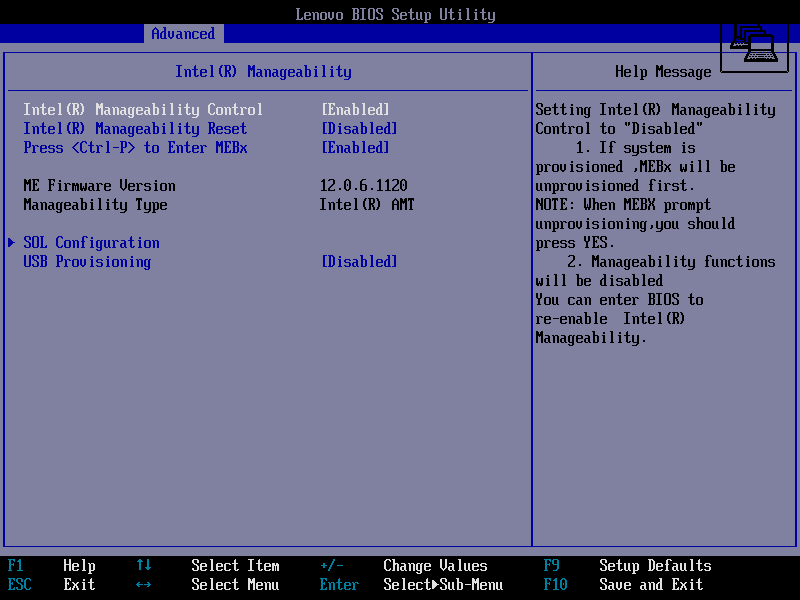 Lenovo BIOS Setup Utility
Advanced
Intel(R) Manageability
Intel(R) Manageability Control [Enabled]
Intel(R) Manageability Reset [Disabled]
Press <Ctrl-P> to Enter MEBx [Enabled]
ME Firmware Version 12.0.6.1120
Manageability Type Intel(R) AMT
SOL Configuration
USB Provisioning [Disabled]
Help Message
Setting Intel(R) Manageability
Control to "Disabled"
1. If system is
provisioned ,MEBx will be
unprovisioned first.
NOTE: When MEBX prompt
unprovisioning,you should
press YES.
2. Manageability functions
will be disabled
You can enter BIOS to
re-enable Intel(R)
Manageability.
F1 Help ↑↓ Select Item +/- Change Values F9 Setup Defaults
ESC Exit ↔ Select Menu Enter Select▶Sub-Menu F10 Save and Exit